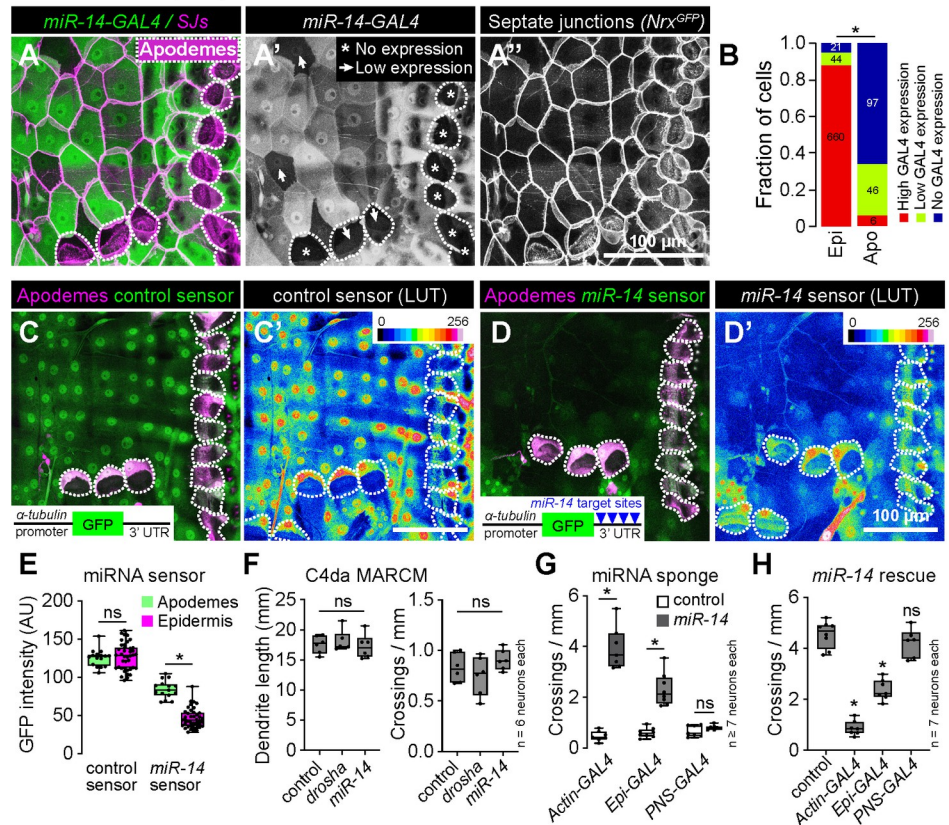 miR-14-GAL4 / SJs
miR-14-GAL4
Septate junctions (Nrx^GFP)
A
Apodemes
A'
* No expression
Low expression
A''
100 µm
* * * * * * *
B
Fraction of cells
1.0
0.8
0.6
0.4
0.2
0
*
21
44
660
97
46
6
Epi
Apo
High GAL4 expression
Low GAL4 expression
No GAL4 expression
Apodemes control sensor
control sensor (LUT)
Apodemes miR-14 sensor
miR-14 sensor (LUT)
C
C'
0 256
D
D'
0 256
α-tubulin
promoter
GFP
3' UTR
miR-14 target sites
α-tubulin
promoter
GFP
3' UTR
100 µm
E
miRNA sensor
GFP intensity (AU)
200
150
100
50
0
ns
*
Apodemes
Epidermis
control
sensor
miR-14
sensor
F
C4da MARCM
Dendrite length (mm)
20
15
10
5
0
ns
control
drosha
miR-14
Crossings / mm
1.5
1.0
0.5
0.0
ns
control
drosha
miR-14
n = 6 neurons each
G
miRNA sponge
Crossings / mm
6
4
2
0
control
miR-14
*
*
ns
Actin-GAL4
Epi-GAL4
PNS-GAL4
n ≥ 7 neurons each
H
miR-14 rescue
Crossings / mm
6
4
2
0
*
*
ns
control
Actin-GAL4
Epi-GAL4
PNS-GAL4
n = 7 neurons each